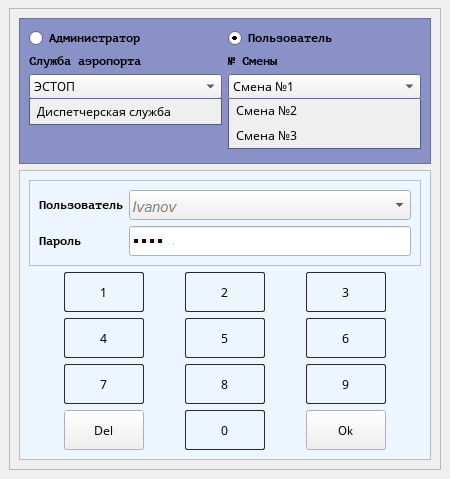 Администратор Пользователь
Служба аэропорта № Смены
ЭСТОП Смена №1
Диспетчерская служба Смена №2
Смена №3
Пользователь Ivanov
Пароль
1 2 3
4 5 6
7 8 9
Del 0 Ok